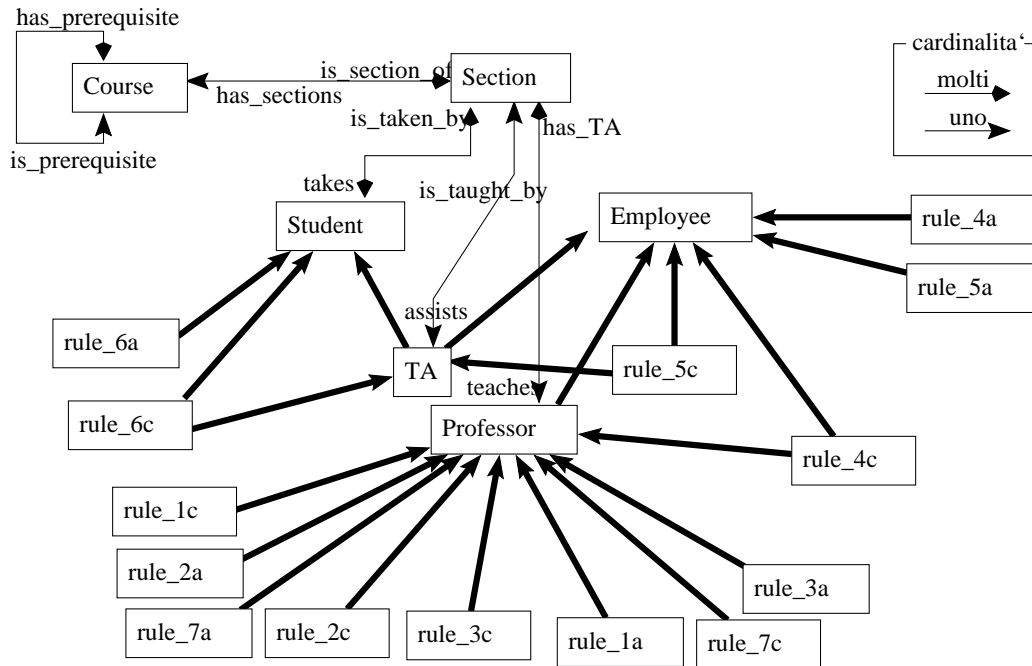 has_prerequisite
cardinalita‘
Course
is_section_of
Section
molti
has_sections
is_taken_by
has_TA
uno
is_prerequisite
takes
is_taught_by
Student
Employee
rule_4a
rule_5a
assists
rule_6a
TA
rule_5c
teaches
rule_6c
Professor
rule_4c
rule_1c
rule_2a
rule_3a
rule_7a
rule_2c
rule_3c
rule_1a
rule_7c